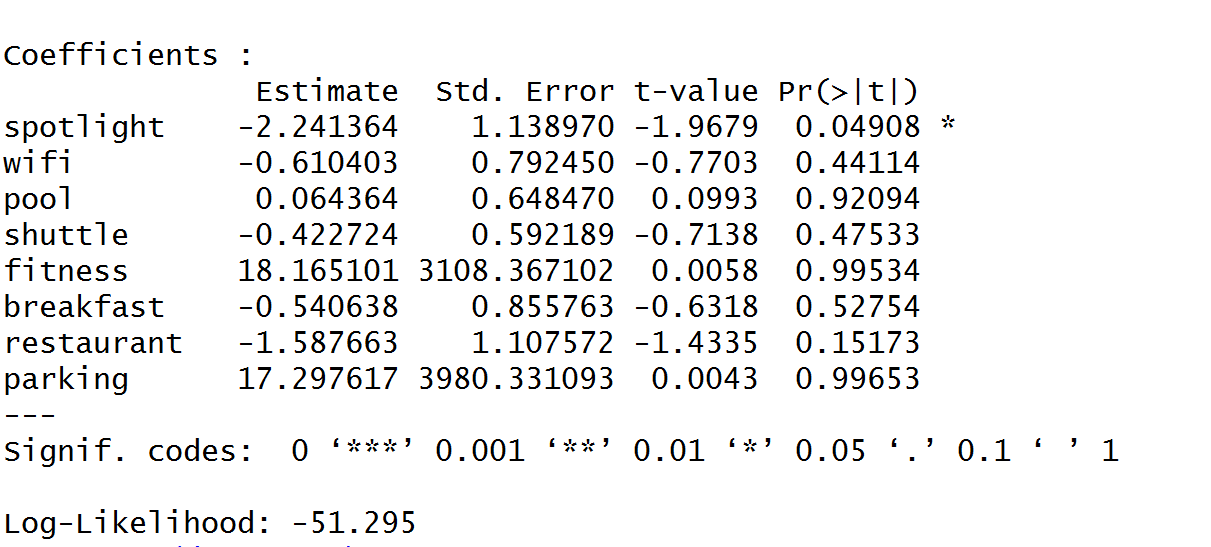 Coefficients :
Estimate Std. Error t-value Pr(>|t|)
spotlight -2.241364 1.138970 -1.9679 0.04908 *
wifi -0.610403 0.792450 -0.7703 0.44114
pool 0.064364 0.648470 0.0993 0.92094
shuttle -0.422724 0.592189 -0.7138 0.47533
fitness 18.165101 3108.367102 0.0058 0.99534
breakfast -0.540638 0.855763 -0.6318 0.52754
restaurant -1.587663 1.107572 -1.4335 0.15173
parking 17.297617 3980.331093 0.0043 0.99653
---
Signif. codes: 0 ‘***’ 0.001 ‘**’ 0.01 ‘*’ 0.05 ‘.’ 0.1 ‘ ’ 1
Log-Likelihood: -51.295